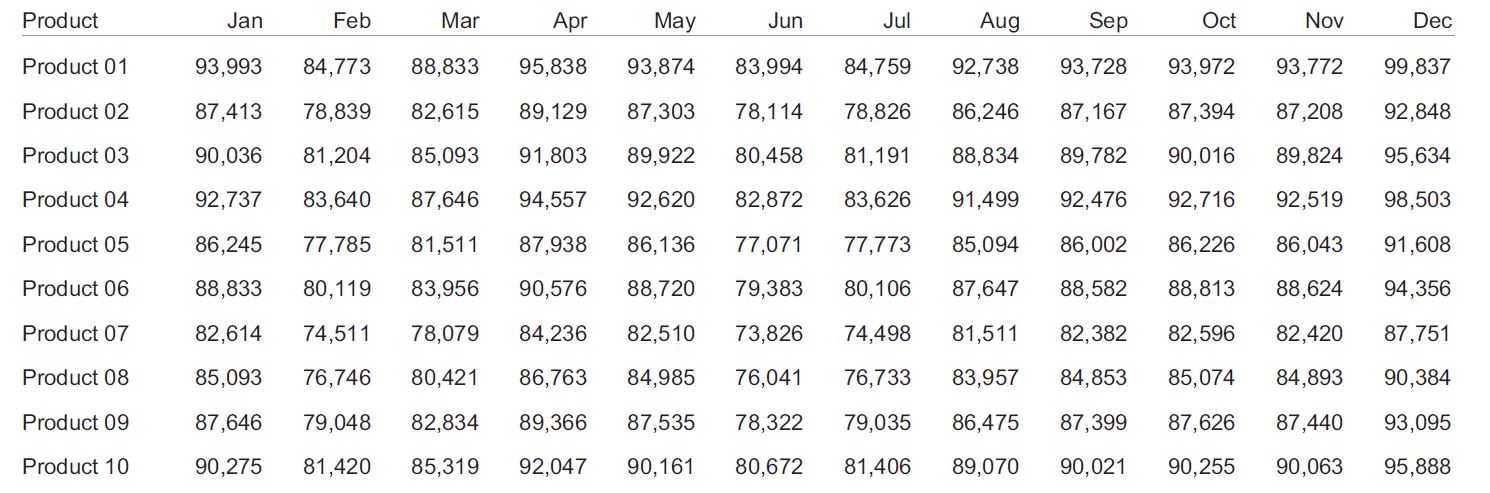 Product Jan Feb Mar Apr May Jun Jul Aug Sep Oct Nov Dec
Product 01 93,993 84,773 88,833 95,838 93,874 83,994 84,759 92,738 93,728 93,972 93,772 99,837
Product 02 87,413 78,839 82,615 89,129 87,303 78,114 78,826 86,246 87,167 87,394 87,208 92,848
Product 03 90,036 81,204 85,093 91,803 89,922 80,458 81,191 88,834 89,782 90,016 89,824 95,634
Product 04 92,737 83,640 87,646 94,557 92,620 82,872 83,626 91,499 92,476 92,716 92,519 98,503
Product 05 86,245 77,785 81,511 87,938 86,136 77,071 77,773 85,094 86,002 86,226 86,043 91,608
Product 06 88,833 80,119 83,956 90,576 88,720 79,383 80,106 87,647 88,582 88,813 88,624 94,356
Product 07 82,614 74,511 78,079 84,236 82,510 73,826 74,498 81,511 82,382 82,596 82,420 87,751
Product 08 85,093 76,746 80,421 86,763 84,985 76,041 76,733 83,957 84,853 85,074 84,893 90,384
Product 09 87,646 79,048 82,834 89,366 87,535 78,322 79,035 86,475 87,399 87,626 87,440 93,095
Product 10 90,275 81,420 85,319 92,047 90,161 80,672 81,406 89,070 90,021 90,255 90,063 95,888